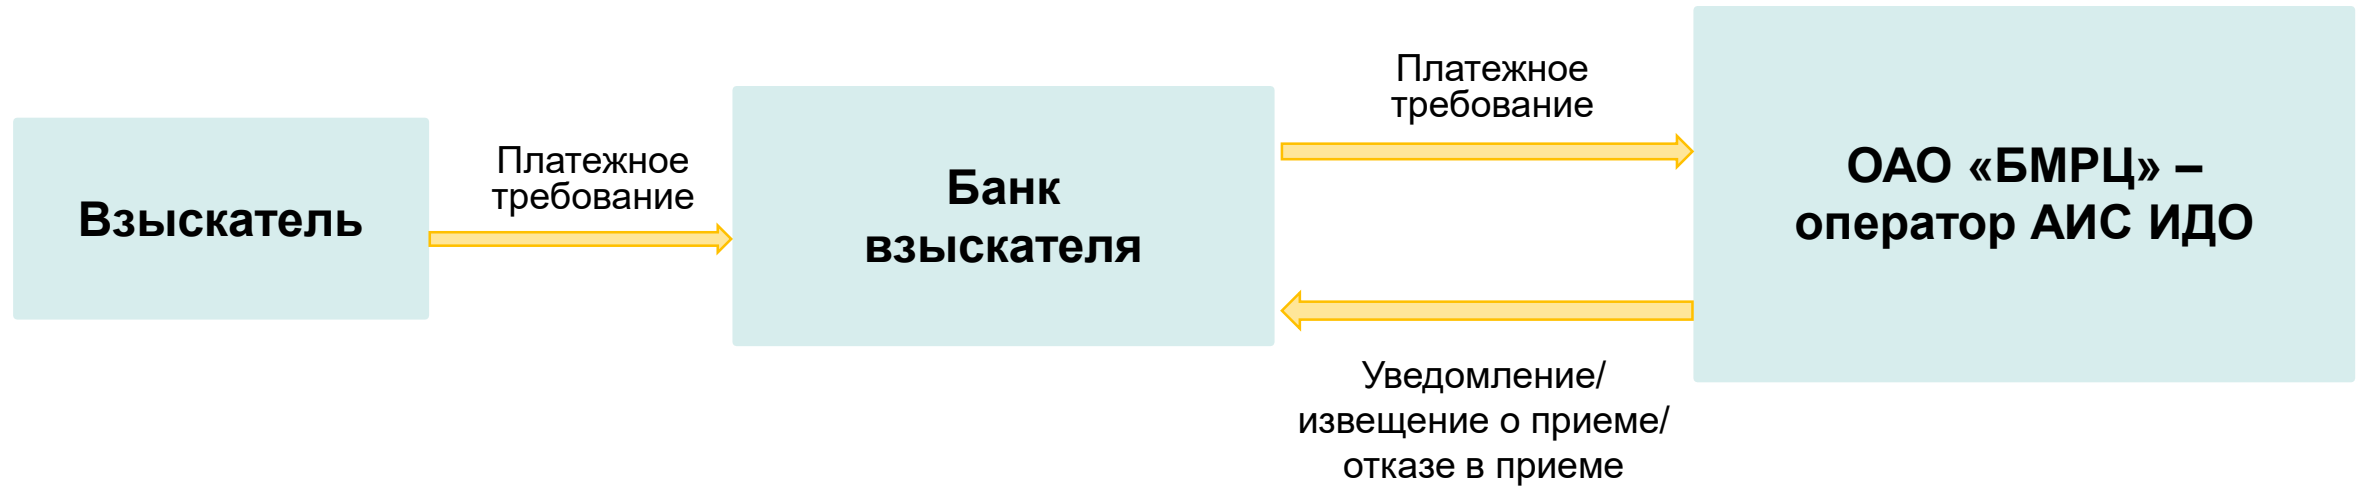 Взыскатель
Платежное
требование
Банк
взыскателя
Платежное
требование
Уведомление/
извещение о приеме/
отказе в приеме
ОАО «БМРЦ» –
оператор АИС ИДО